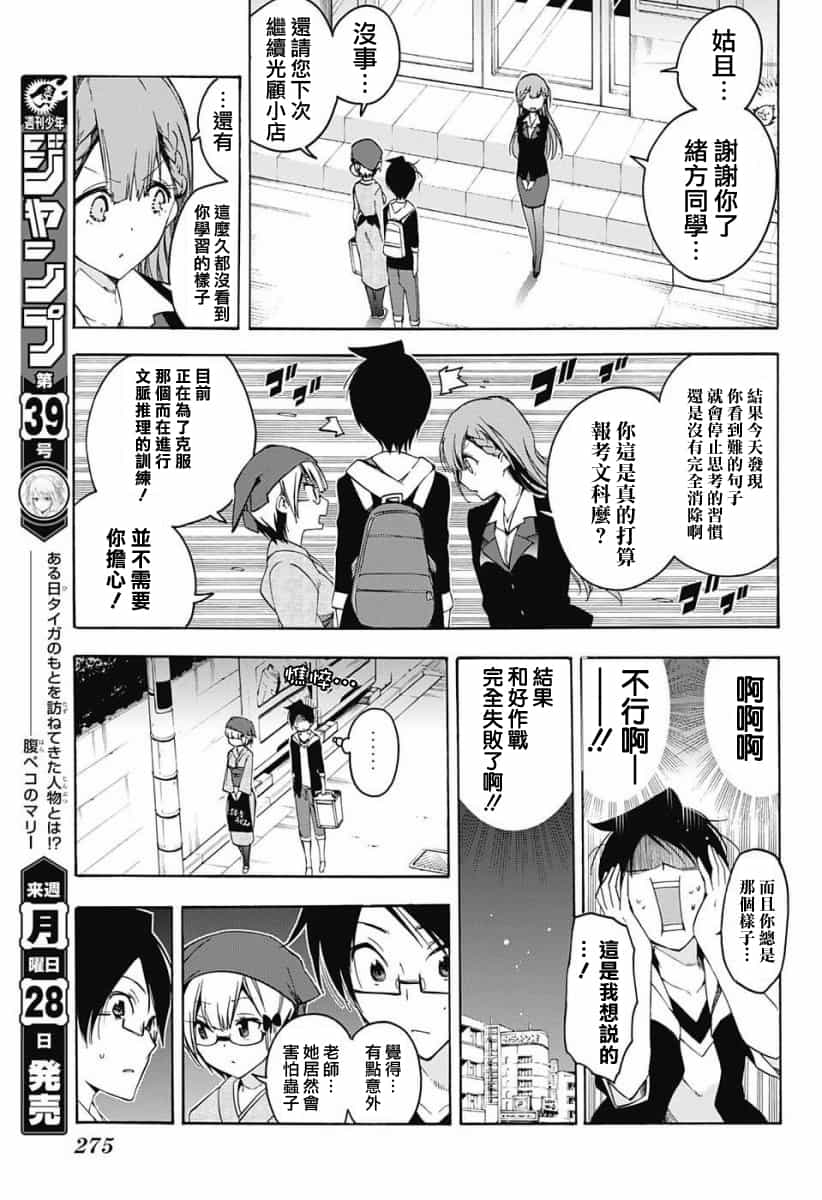 姑且…
謝謝你了
緒方同學…
沒事…
還請您下次
繼續光顧小店
…還有
這麼久都沒看到
你學習的樣子
結果今天發現
你看到難的句子
就會停止思考的習慣
還是沒有完全消除啊
你這是真的打算
報考文科麼？
ゴゴゴ
ゴゴゴ
目前
正在為了克服
那個而在進行
文脈推理的訓練！
並不需要
你擔心！
啊啊啊
不行啊—
—!!
而且你總是
那個樣子…
這是我想説的
…！
結果
和好作戰
完全失敗了啊!!
憔悴…
…
覺得…
有點意外
老師…
她居然會
害怕蟲子
週刊少年
ジャンプ
第
39
号
ある日タイガのもとを訪ねてきた人物とは!?
——腹ペコのマリー
来週
月
曜日
28
日
発売
275